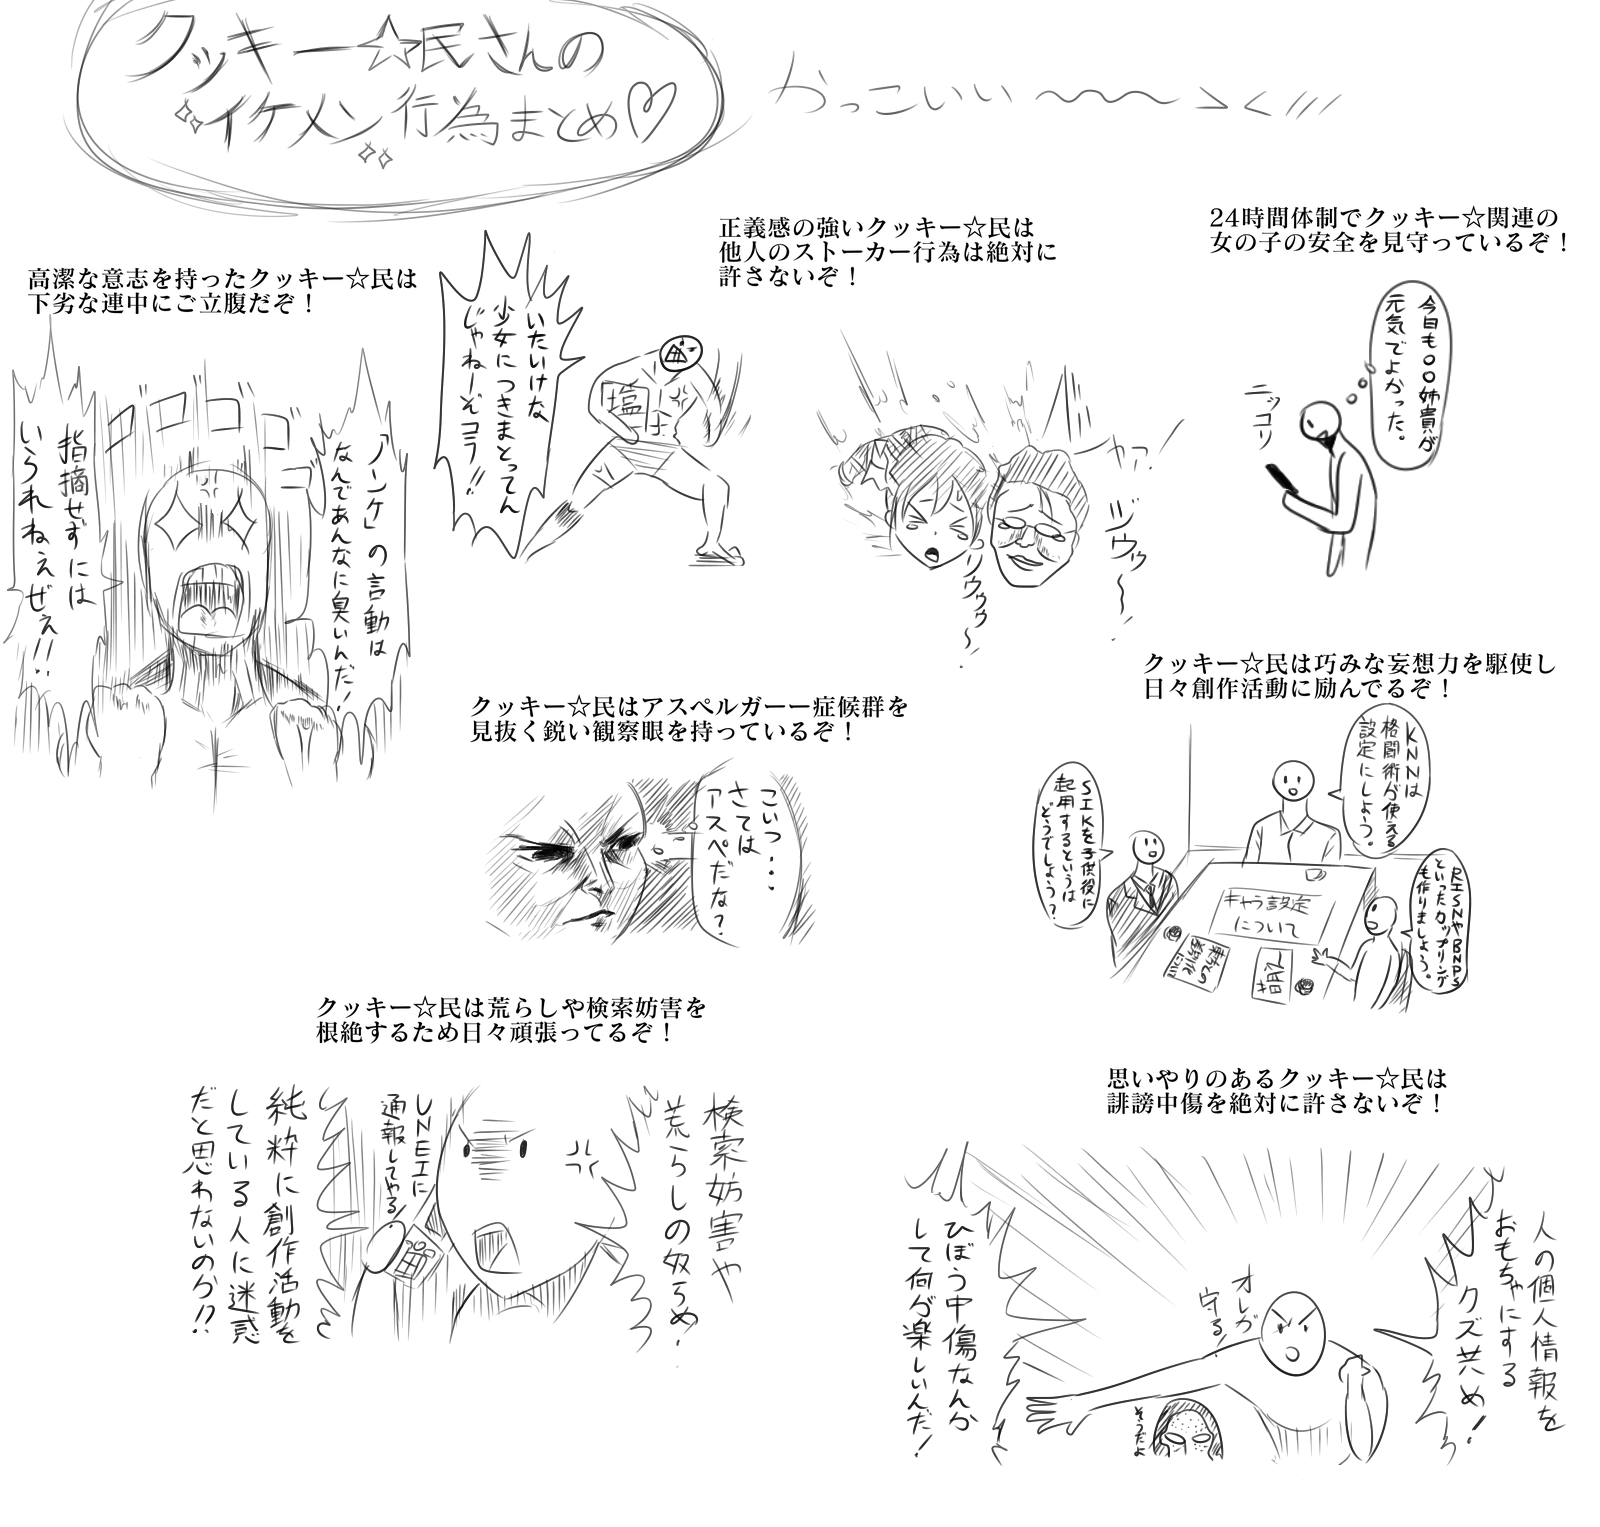 クッキー☆民さんの
イケメン行為まとめ♡
かっこいい〜〜〜>< ///
高潔な意志を持ったクッキー☆民は
下劣な連中にご立腹だぞ！
「ノンケ」の言動は
なんであんなに臭いんだ！
ゴゴゴゴゴ
指摘せずには
いられねぇぜぇ！！
正義感の強いクッキー☆民は
他人のストーカー行為は絶対に
許さないぞ！
いたいけな
少女につきまとってん
じゃねーぞコラ！！
塩
リウゥゥ〜
24時間体制でクッキー☆関連の
女の子の安全を見守っているぞ！
今日も○○姉貴が
元気でよかった。
ニッコリ
クッキー☆民はアスペルガーー症候群を
見抜く鋭い観察眼を持っているぞ！
こいつ・・・
さては
アスペだな？
クッキー☆民は巧みな妄想力を駆使し
日々創作活動に励んでるぞ！
KNNは
格闘術が使える
設定にしよう。
SIKを子供役に
起用するというは
どうでしょう？
RISNやBNPS
といったカップリング
も作りましょう。
キャラ設定
について
クッキー☆民は荒らしや検索妨害を
根絶するため日々頑張ってるぞ！
検索妨害や
荒らしの奴らめ！
UNEIに
通報してやる！
純粋に創作活動を
している人に迷惑
だと思わないのか!?
思いやりのあるクッキー☆民は
誹謗中傷を絶対に許さないぞ！
人の個人情報を
おもちゃにする
クズ共め！
オレが
守る！
ひぼう中傷なんか
して何が楽しいんだ！
そうだよ